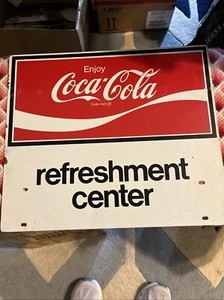 Enjoy
Coca-Cola
Trade-mark ®
refreshment
center